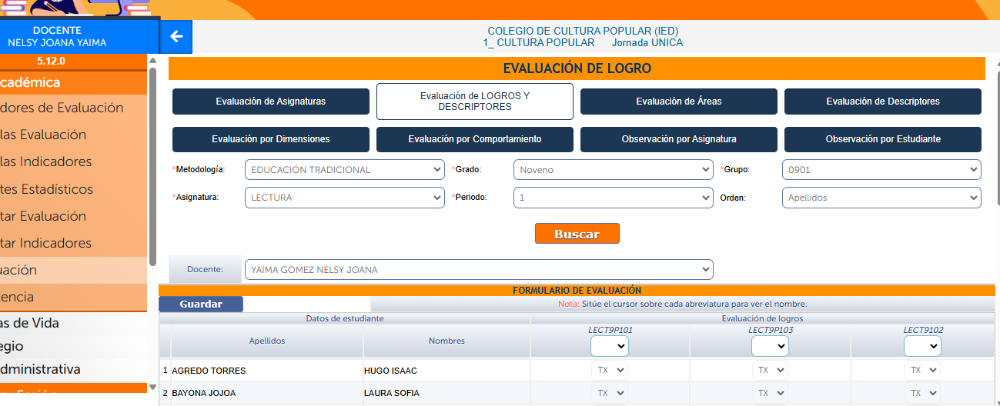 DOCENTE
NELSY JOANA YAIMA
COLEGIO DE CULTURA POPULAR (IED)
1_ CULTURA POPULAR Jornada UNICA
5.12.0
cadémica
dores de Evaluación
las Evaluación
las Indicadores
tes Estadísticos
tar Evaluación
tar Indicadores
uación
encia
as de Vida
egio
dministrativa
EVALUACIÓN DE LOGRO
Evaluación de Asignaturas
Evaluación de LOGROS Y
DESCRIPTORES
Evaluación de Áreas
Evaluación de Descriptores
Evaluación por Dimensiones
Evaluación por Comportamiento
Observación por Asignatura
Observación por Estudiante
*Metodología: EDUCACION TRADICIONAL *Grado: Noveno *Grupo: 0901
*Asignatura: LECTURA *Periodo: 1 Orden: Apellidos
Buscar
Docente: YAIMA GOMEZ NELSY JOANA
FORMULARIO DE EVALUACIÓN
Guardar Nota: Sitúe el cursor sobre cada abreviatura para ver el nombre.
Datos de estudiante Evaluación de logros
Apellidos Nombres LECT9P101 LECT9P103 LECT9102
1 AGREDO TORRES HUGO ISAAC TX TX TX
2 BAYONA JOJOA LAURA SOFIA TX TX TX